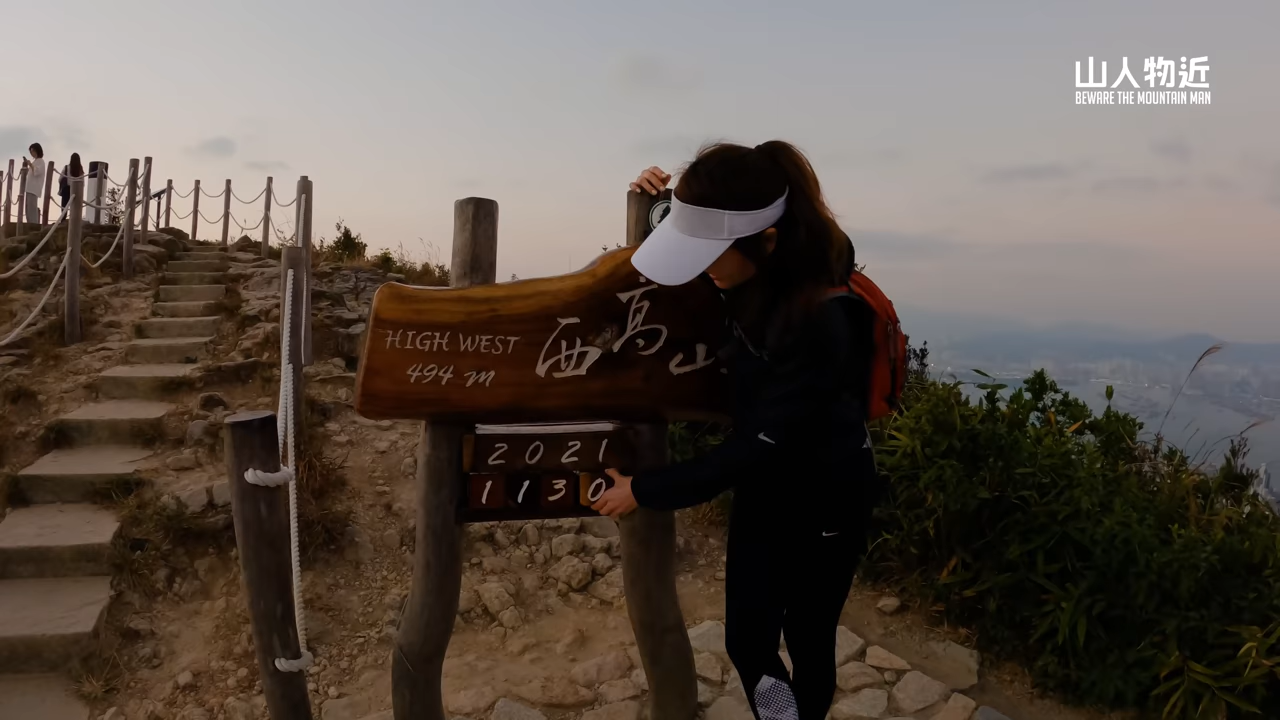 山人物近
BEWARE THE MOUNTAIN MAN
HIGH WEST
494 m
西高山
2021
1130